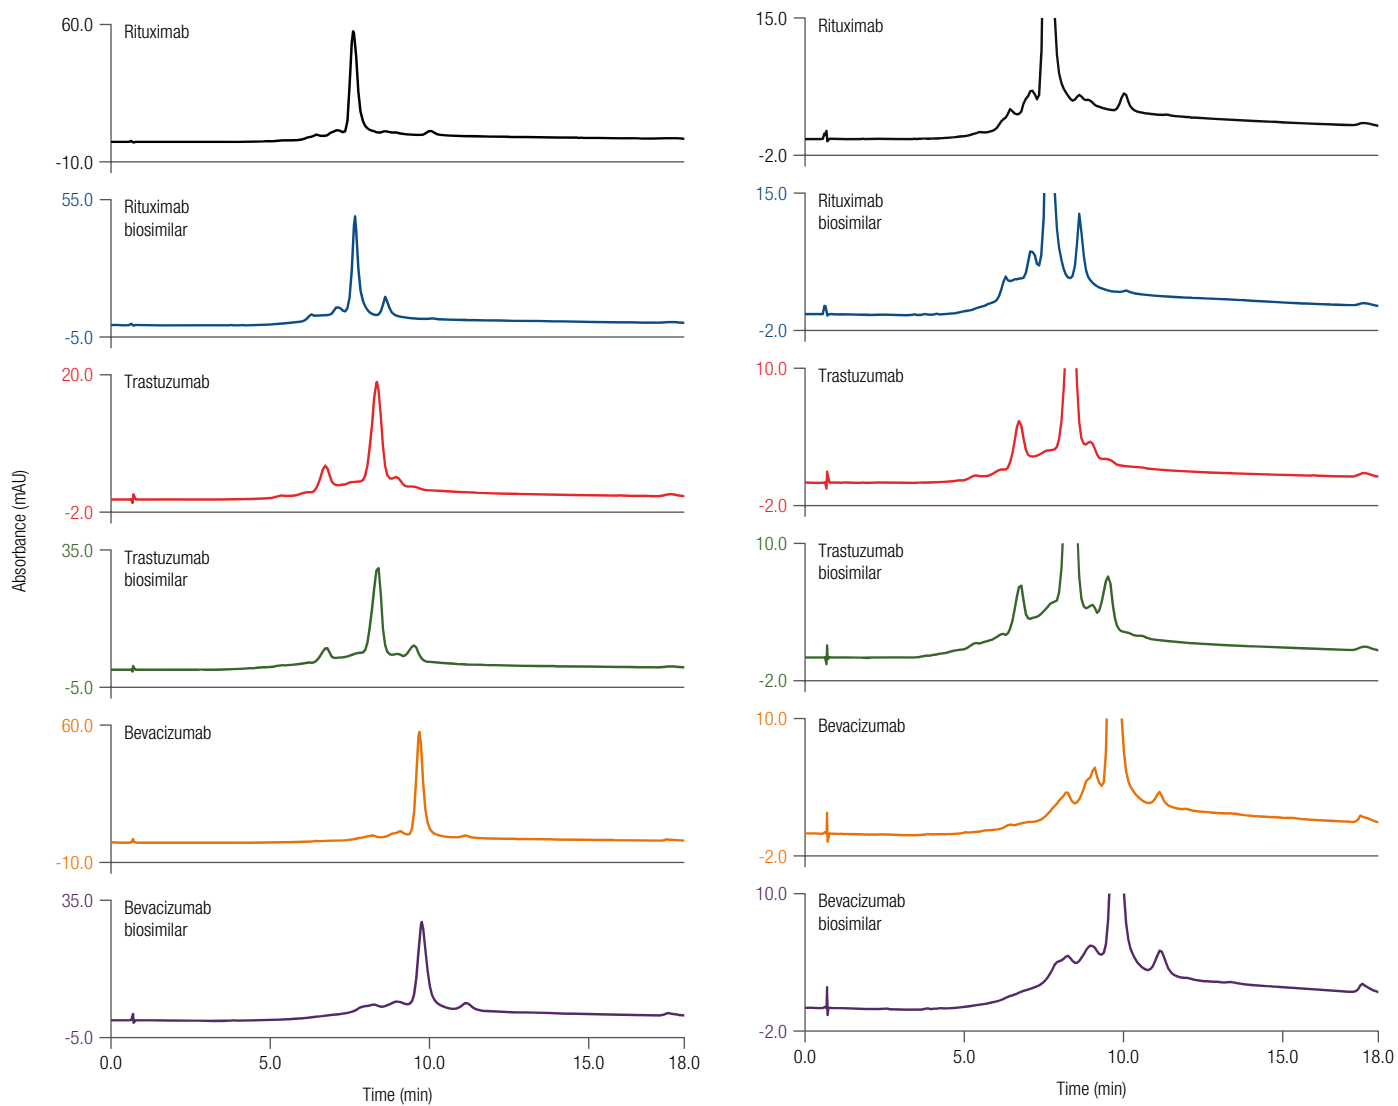 60.0
Rituximab
-10.0
55.0
Rituximab
biosimilar
-5.0
20.0
Trastuzumab
-2.0
35.0
Trastuzumab
biosimilar
-5.0
60.0
Bevacizumab
-10.0
35.0
Bevacizumab
biosimilar
-5.0
0.0 5.0 10.0 15.0 18.0
Time (min)
Absorbance (mAU)
15.0
Rituximab
-2.0
15.0
Rituximab
biosimilar
-2.0
10.0
Trastuzumab
-2.0
10.0
Trastuzumab
biosimilar
-2.0
10.0
Bevacizumab
-2.0
10.0
Bevacizumab
biosimilar
-2.0
0.0 5.0 10.0 15.0 18.0
Time (min)